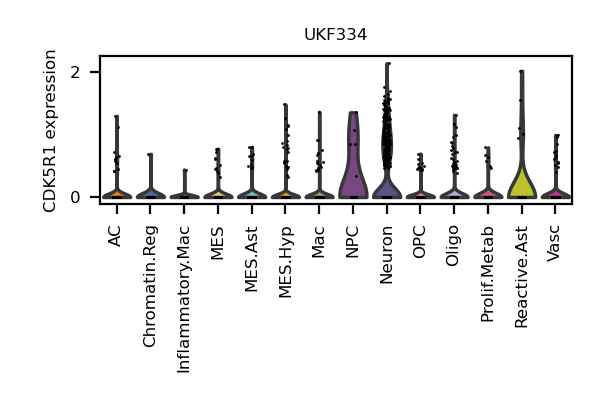 UKF334
CDK5R1 expression
2
0
AC
Chromatin.Reg
Inflammatory.Mac
MES
MES.Ast
MES.Hyp
Mac
NPC
Neuron
OPC
Oligo
Prolif.Metab
Reactive.Ast
Vasc